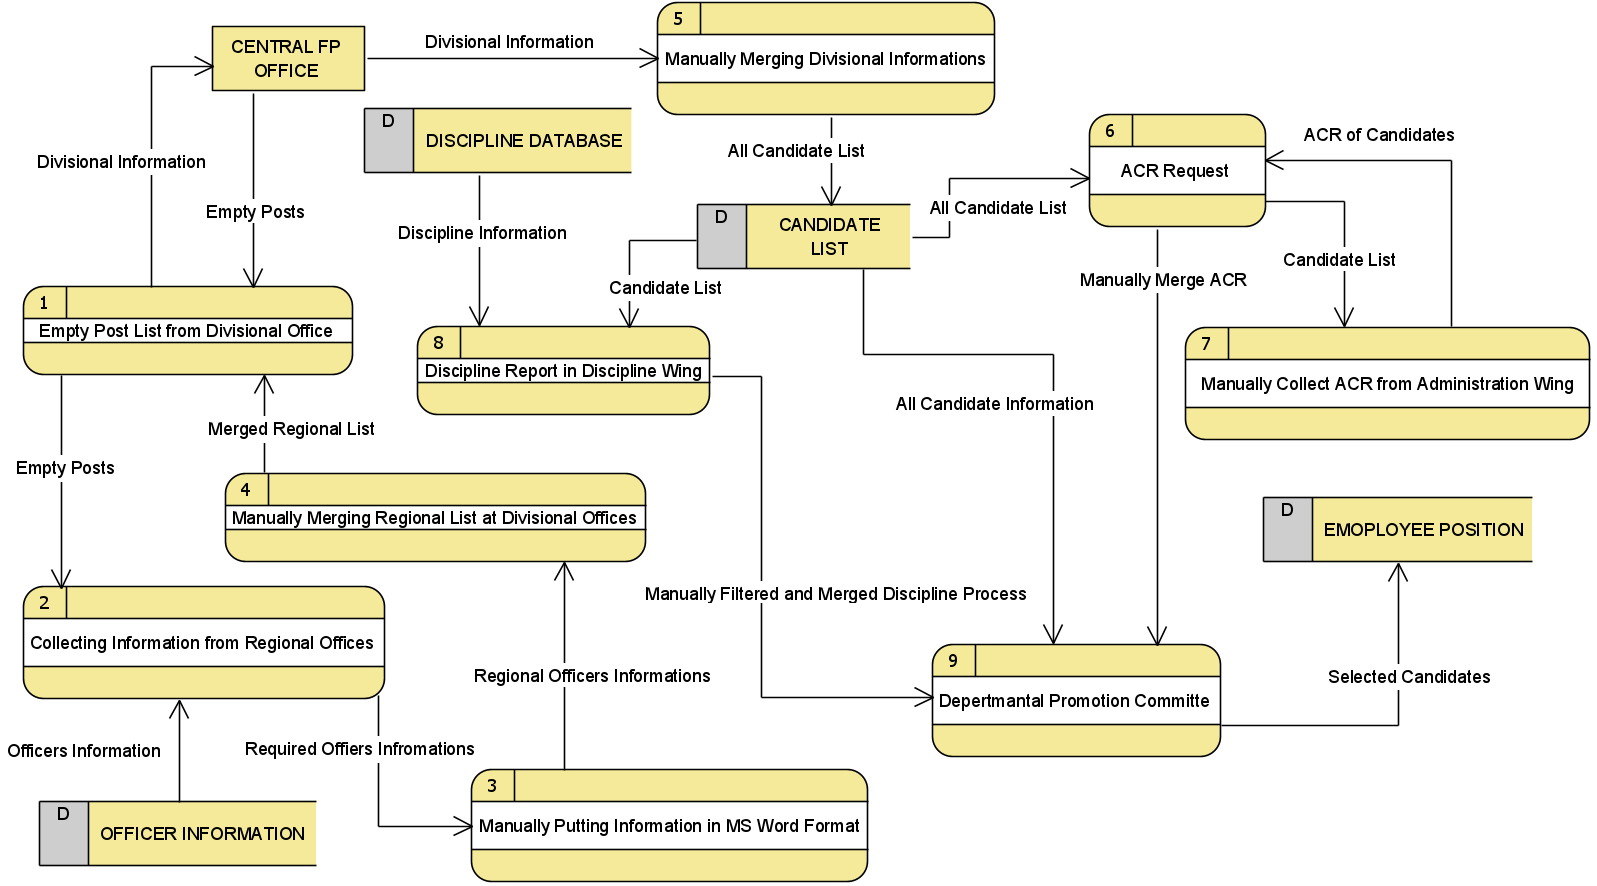 5
Divisional Information
CENTRAL FP
OFFICE
Manually Merging Divisional Informations
D
DISCIPLINE DATABASE
6
ACR of Candidates
Divisional Information
All Candidate List
ACR Request
Empty Posts
D
CANDIDATE
LIST
All Candidate List
Discipline Information
Candidate List
Manually Merge ACR
Candidate List
1
Empty Post List from Divisional Office
8
Discipline Report in Discipline Wing
7
Manually Collect ACR from Administration Wing
All Candidate Information
Merged Regional List
Empty Posts
4
Manually Merging Regional List at Divisional Offices
D
EMOPLOYEE POSITION
2
Manually Filtered and Merged Discipline Process
Collecting Information from Regional Offices
9
Regional Officers Informations
Selected Candidates
Depertmantal Promotion Committe
Officers Information
Required Offiers Infromations
3
D
OFFICER INFORMATION
Manually Putting Information in MS Word Format